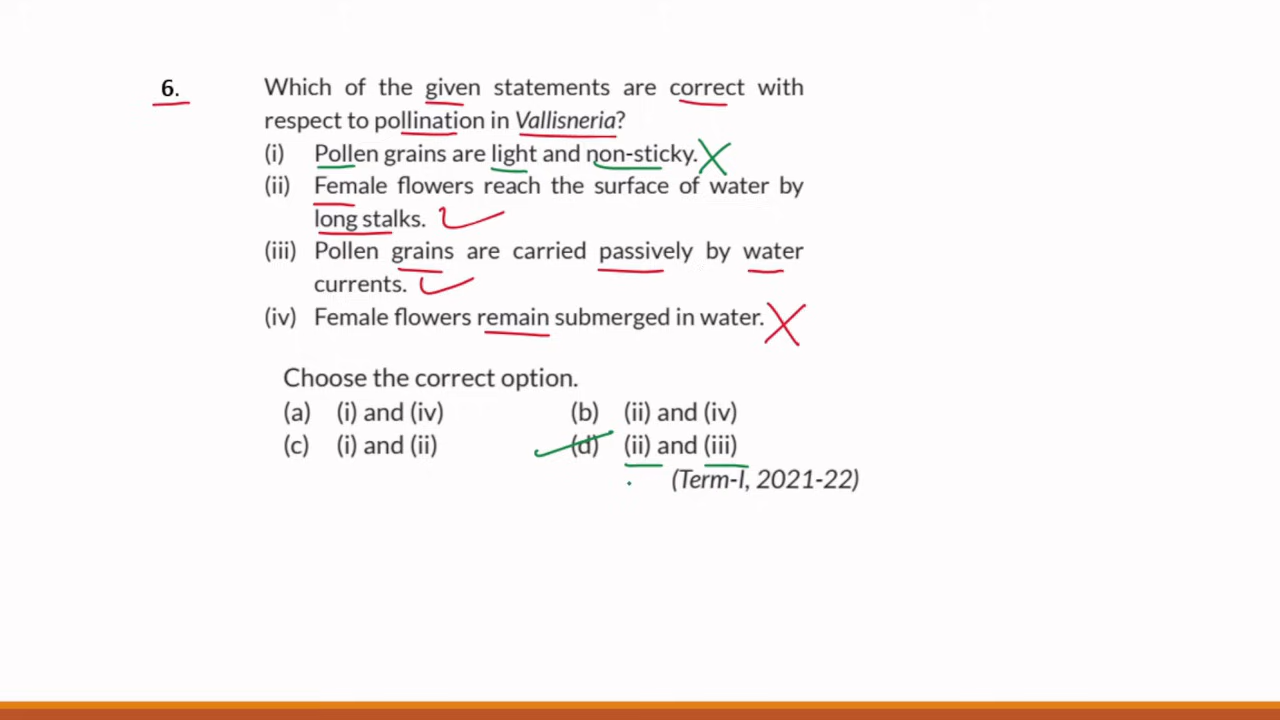 6. Which of the given statements are correct with
respect to pollination in Vallisneria?
(i) Pollen grains are light and non-sticky.
(ii) Female flowers reach the surface of water by
long stalks.
(iii) Pollen grains are carried passively by water
currents.
(iv) Female flowers remain submerged in water.
Choose the correct option.
(a) (i) and (iv) (b) (ii) and (iv)
(c) (i) and (ii) (d) (ii) and (iii)
(Term-I, 2021-22)